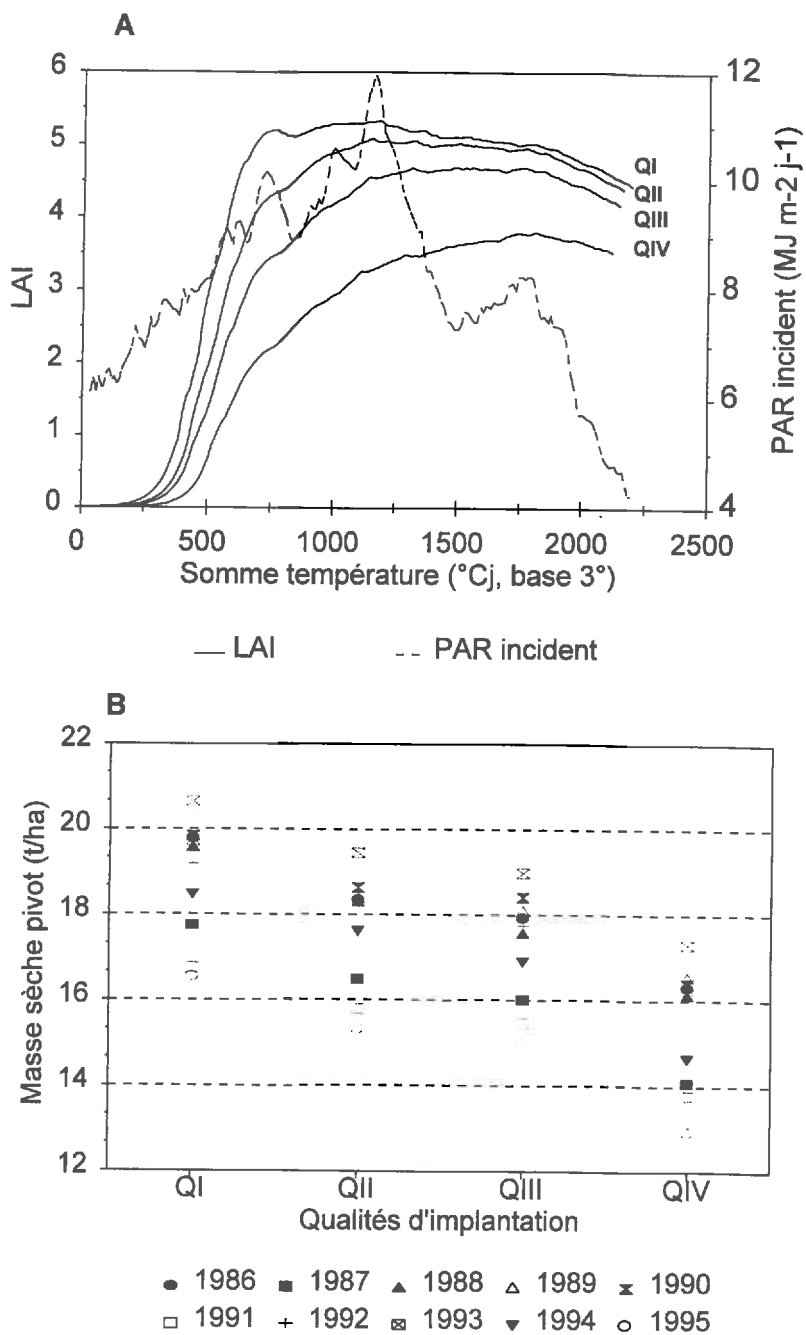 A
6
5
4
3
2
1
0
LAI
12
10
8
6
4
PAR incident (MJ m-2 j-1)
QI
QII
QIII
QIV
0 500 1000 1500 2000 2500
Somme température (°Cj, base 3°)
LAI PAR incident
B
22
20
18
16
14
12
Masse sèche pivot (t/ha)
QI QII QIII QIV
Qualités d'implantation
1986 1987 1988 1989 1990
1991 1992 1993 1994 1995